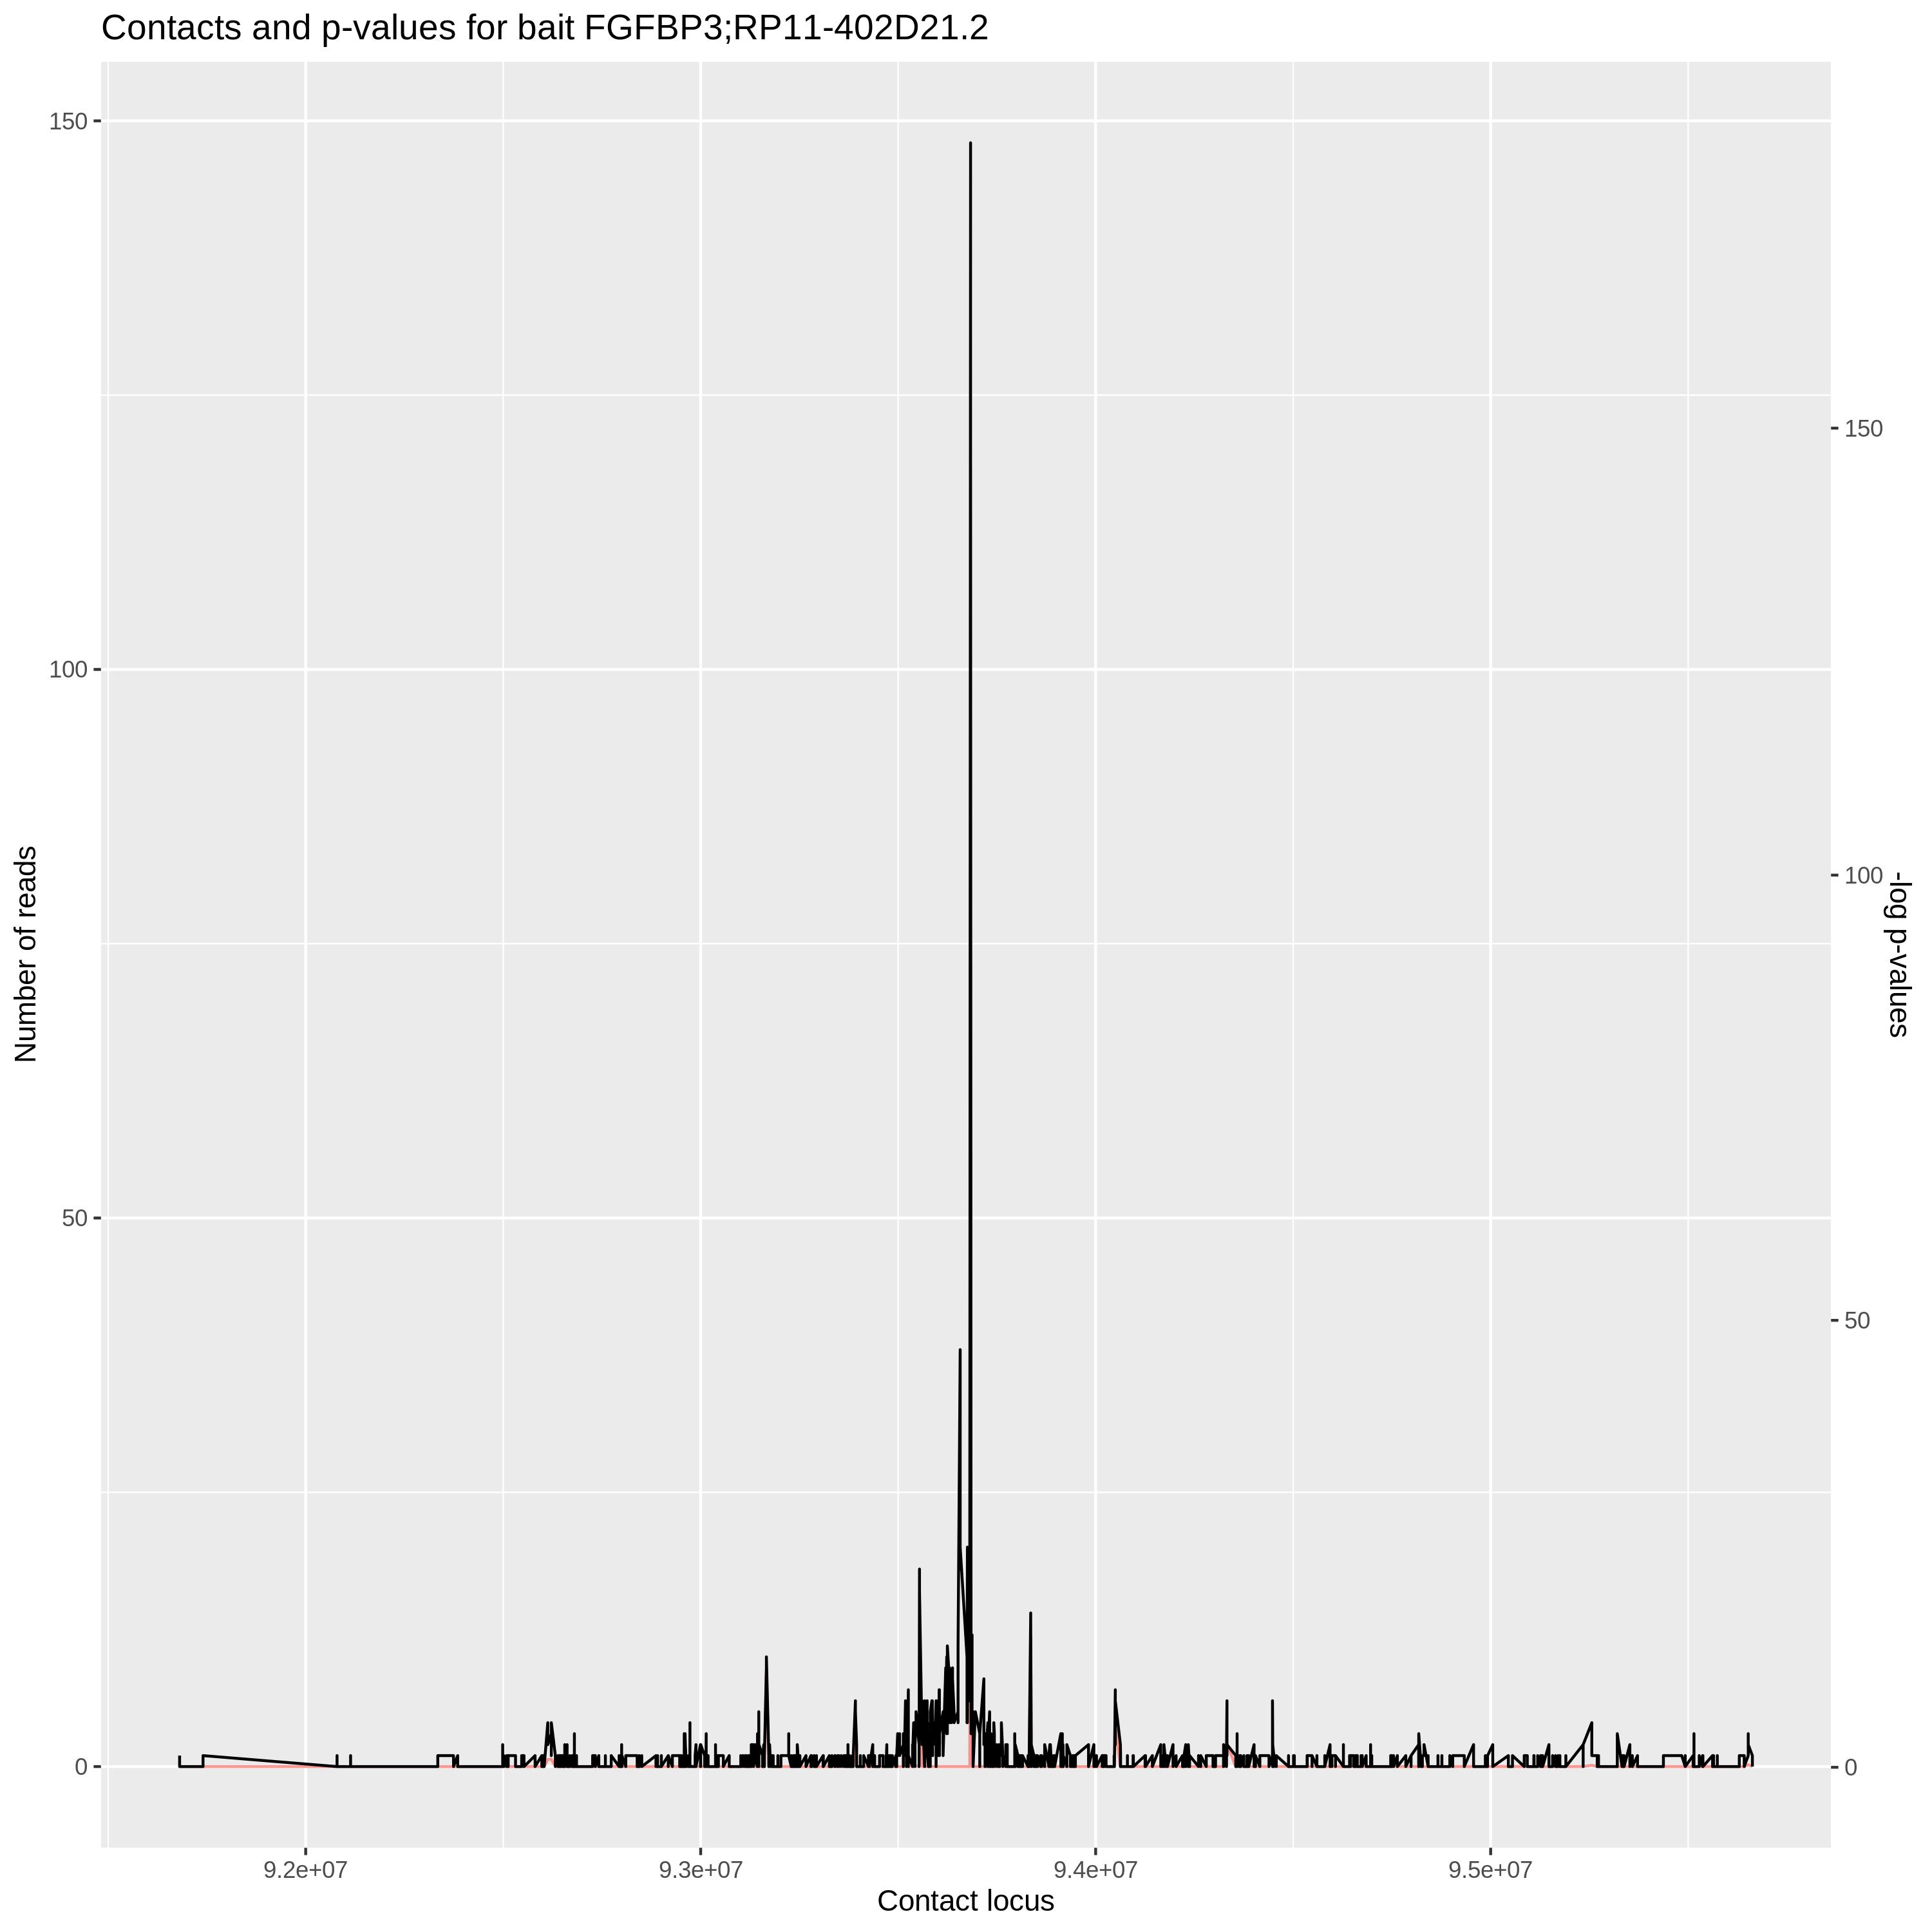 Contacts and p-values for bait FGFBP3;RP11-402D21.2
150
100
50
0
Number of reads
150
100
50
0
-log p-values
9.2e+07
9.3e+07
9.4e+07
9.5e+07
Contact locus